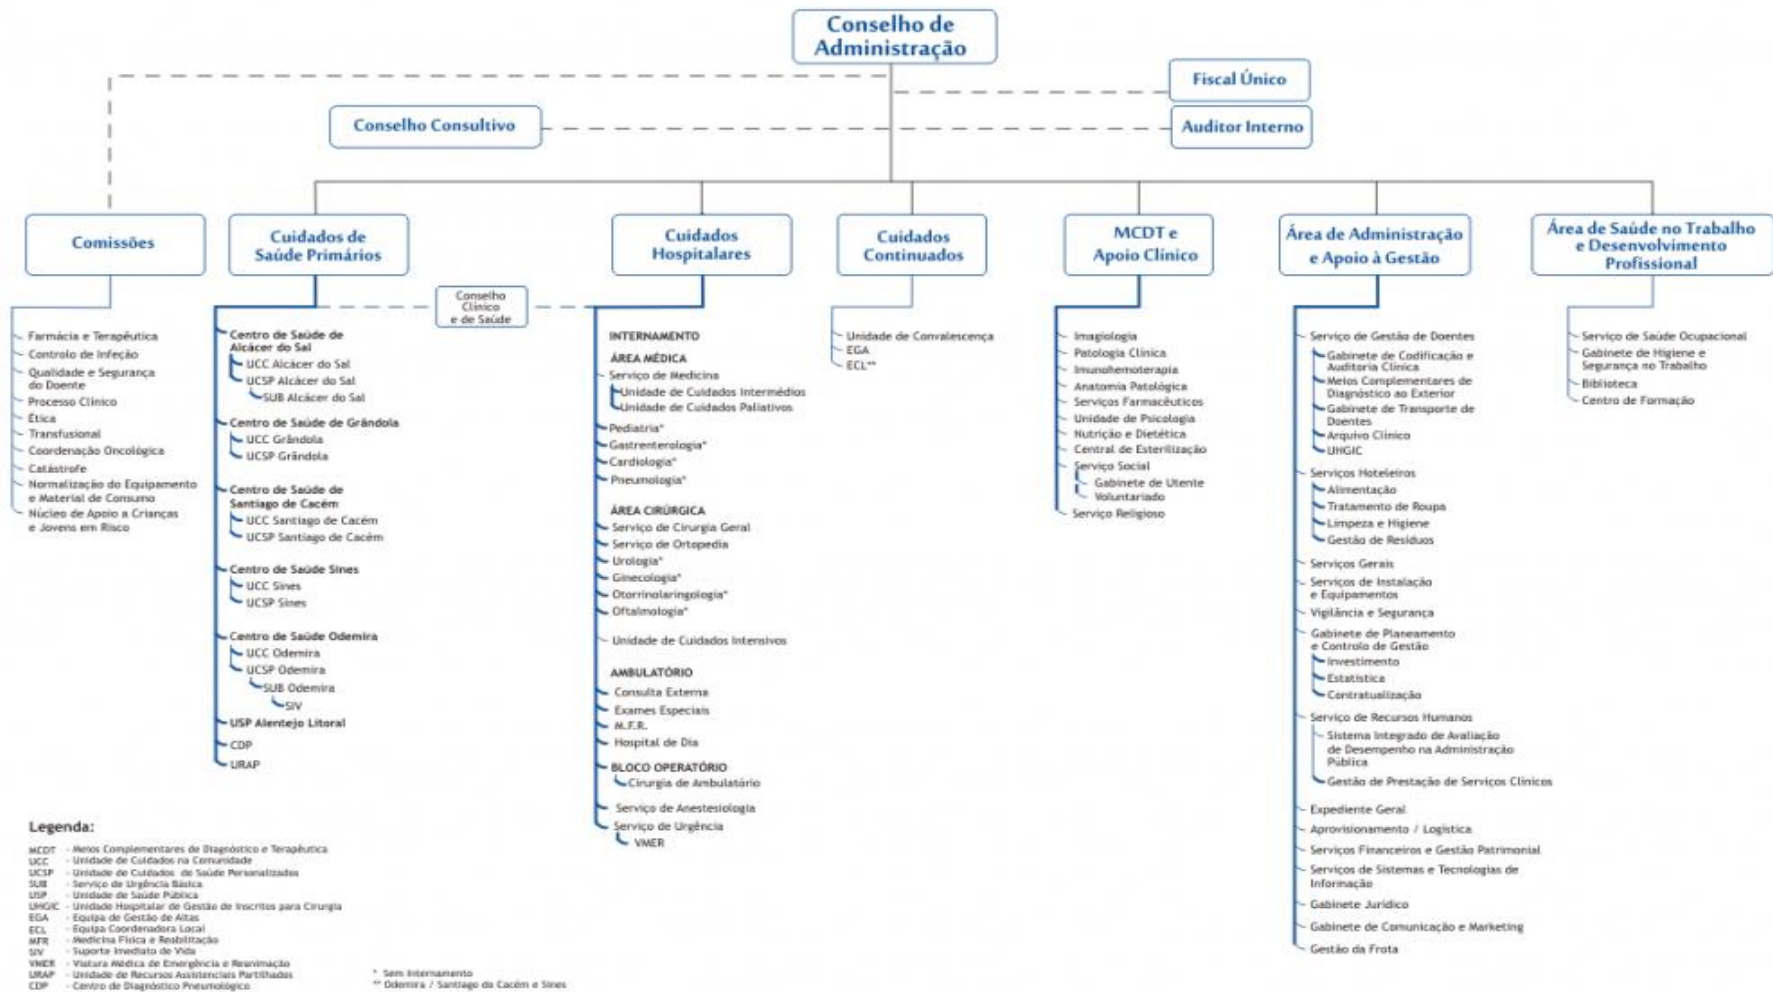 Conselho de
Administração
Fiscal Único
Conselho Consultivo
Auditor Interno
Comissões
Farmácia e Terapêutica
Controlo de Infeção
Qualidade e Segurança
do Doente
Processo Clínico
Ética
Transfusional
Coordenação Oncológica
Catástrofe
Normalização do Equipamento
e Material de Consumo
Núcleo de Apoio a Crianças
e Jovens em Risco
Cuidados de
Saúde Primários
Conselho
Clínico
e de Saúde
Centro de Saúde de
Alcácer do Sal
UCC Alcácer do Sal
UCSP Alcácer do Sal
SUB Alcácer do Sal
Centro de Saúde de Grândola
UCC Grândola
UCSP Grândola
Centro de Saúde de
Santiago de Cacém
UCC Santiago de Cacém
UCSP Santiago de Cacém
Centro de Saúde Sines
UCC Sines
UCSP Sines
Centro de Saúde Odemira
UCC Odemira
UCSP Odemira
SUB Odemira
SIV
USP Alentejo Litoral
CDP
URAP
Cuidados
Hospitalares
INTERNAMENTO
ÁREA MÉDICA
Serviço de Medicina
Unidade de Cuidados Intermédios
Unidade de Cuidados Paliativos
Pediatria*
Gastrenterologia*
Cardiologia*
Pneumologia*
ÁREA CIRÚRGICA
Serviço de Cirurgia Geral
Serviço de Ortopedia
Urologia*
Ginecologia*
Otorrinolaringologia*
Oftalmologia*
Unidade de Cuidados Intensivos
AMBULATÓRIO
Consulta Externa
Exames Especiais
M.F.R.
Hospital de Dia
BLOCO OPERATÓRIO
Cirurgia de Ambulatório
Serviço de Anestesiologia
Serviço de Urgência
VMER
Cuidados
Continuados
Unidade de Convalescença
EGA
ECL**
MCDT e
Apoio Clínico
Imagiologia
Patologia Clínica
Imunohemoterapia
Anatomia Patológica
Serviços Farmacêuticos
Unidade de Psicologia
Nutrição e Dietética
Central de Esterilização
Serviço Social
Gabinete de Utente
Voluntariado
Serviço Religioso
Área de Administração
e Apoio à Gestão
Serviço de Gestão de Doentes
Gabinete de Codificação e
Auditoria Clínica
Meios Complementares de
Diagnóstico ao Exterior
Gabinete de Transporte de
Doentes
Arquivo Clínico
UHGIC
Serviços Hoteleiros
Alimentação
Tratamento de Roupa
Limpeza e Higiene
Gestão de Resíduos
Serviços Gerais
Serviços de Instalação
e Equipamentos
Vigilância e Segurança
Gabinete de Planeamento
e Controlo de Gestão
Investimento
Estatística
Contratualização
Serviço de Recursos Humanos
Sistema Integrado de Avaliação
de Desempenho na Administração
Pública
Gestão de Prestação de Serviços Clínicos
Expediente Geral
Aprovisionamento / Logística
Serviços Financeiros e Gestão Patrimonial
Serviços de Sistemas e Tecnologias de
Informação
Gabinete Jurídico
Gabinete de Comunicação e Marketing
Gestão da Frota
Área de Saúde no Trabalho
e Desenvolvimento
Profissional
Serviço de Saúde Ocupacional
Gabinete de Higiene e
Segurança no Trabalho
Biblioteca
Centro de Formação
Legenda:
MCDT - Meios Complementares de Diagnóstico e Terapêutica
UCC - Unidade de Cuidados na Comunidade
UCSP - Unidade de Cuidados de Saúde Personalizados
SUB - Serviço de Urgência Básica
USP - Unidade de Saúde Pública
UHGIC - Unidade Hospitalar de Gestão de Inscritos para Cirurgia
EGA - Equipa de Gestão de Altas
ECL - Equipa Coordenadora Local
MFR - Medicina Física e Reabilitação
SIV - Suporte Imediato de Vida
VMER - Viatura Médica de Emergência e Reanimação
URAP - Unidade de Recursos Assistenciais Partilhados
CDP - Centro de Diagnóstico Pneumológico
* Sem Internamento
** Odemira / Santiago do Cacém e Sines